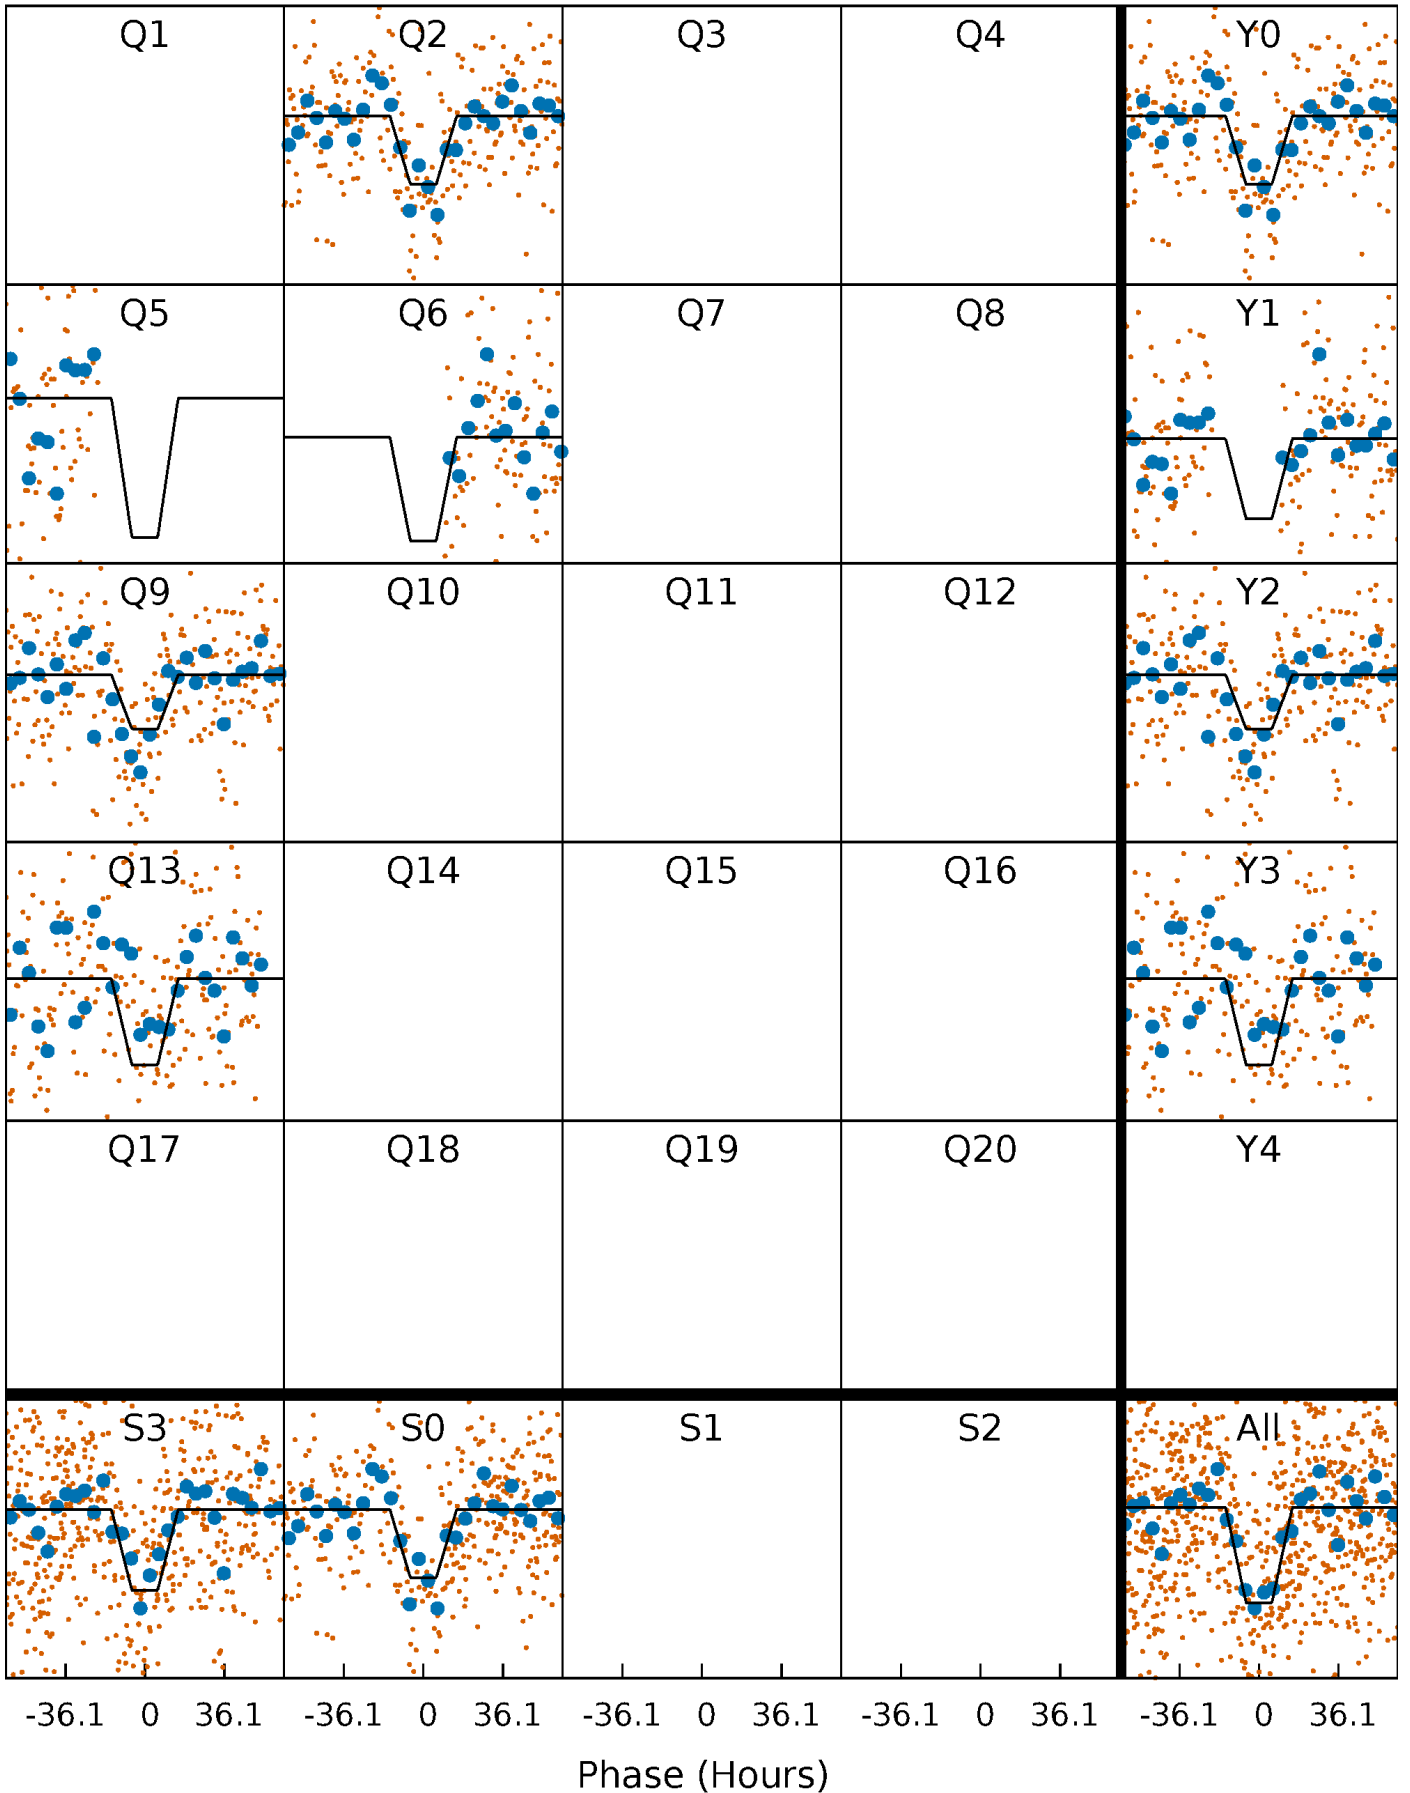 Q1 Q2 Q3 Q4 Y0
Q5 Q6 Q7 Q8 Y1
Q9 Q10 Q11 Q12 Y2
Q13 Q14 Q15 Q16 Y3
Q17 Q18 Q19 Q20 Y4
S3 S0 S1 S2 All
-36.1 0 36.1 -36.1 0 36.1 -36.1 0 36.1 -36.1 0 36.1 -36.1 0 36.1
Phase (Hours)